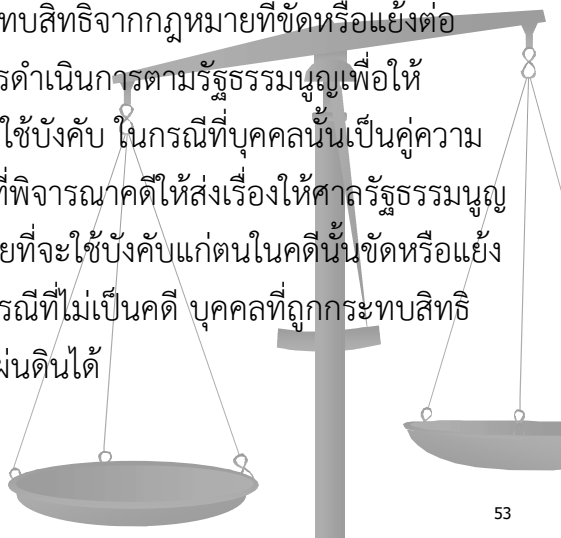 ทบสิทธิจากกฎหมายที่ขัดหรือแย้งต่อ
รดำเนินการตามรัฐธรรมนูญเพื่อให้
ใช้บังคับ ในกรณีที่บุคคลนั้นเป็นคู่ความ
ที่พิจารณาคดีให้ส่งเรื่องให้ศาลรัฐธรรมนูญ
ยที่จะใช้บังคับแก่ตนในคดีนั้นขัดหรือแย้ง
รณีที่ไม่เป็นคดี บุคคลที่ถูกกระทบสิทธิ
ผ่นดินได้
53